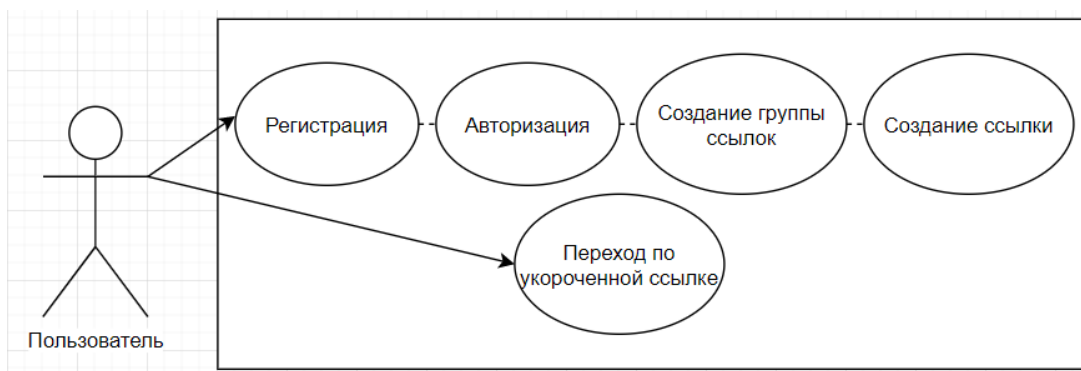 Регистрация
Авторизация
Создание группы
ссылок
Создание ссылки
Переход по
укороченной ссылке
Пользователь